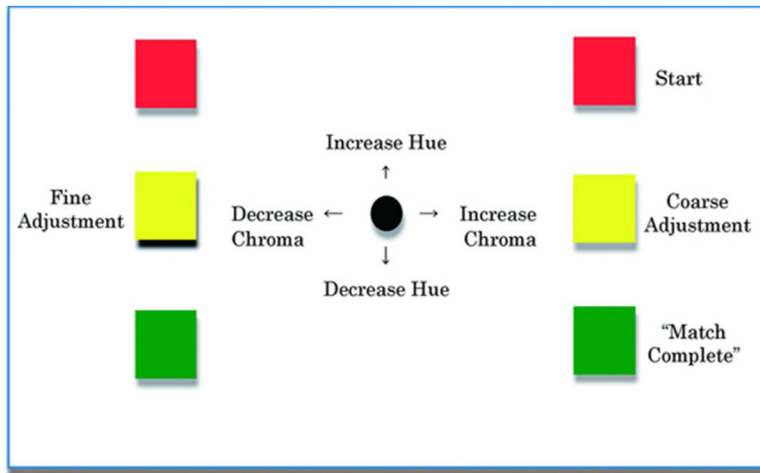 Start
Increase Hue
↑
Fine
Adjustment
Decrease
Chroma
←
→
Increase
Chroma
Coarse
Adjustment
↓
Decrease Hue
“Match
Complete”